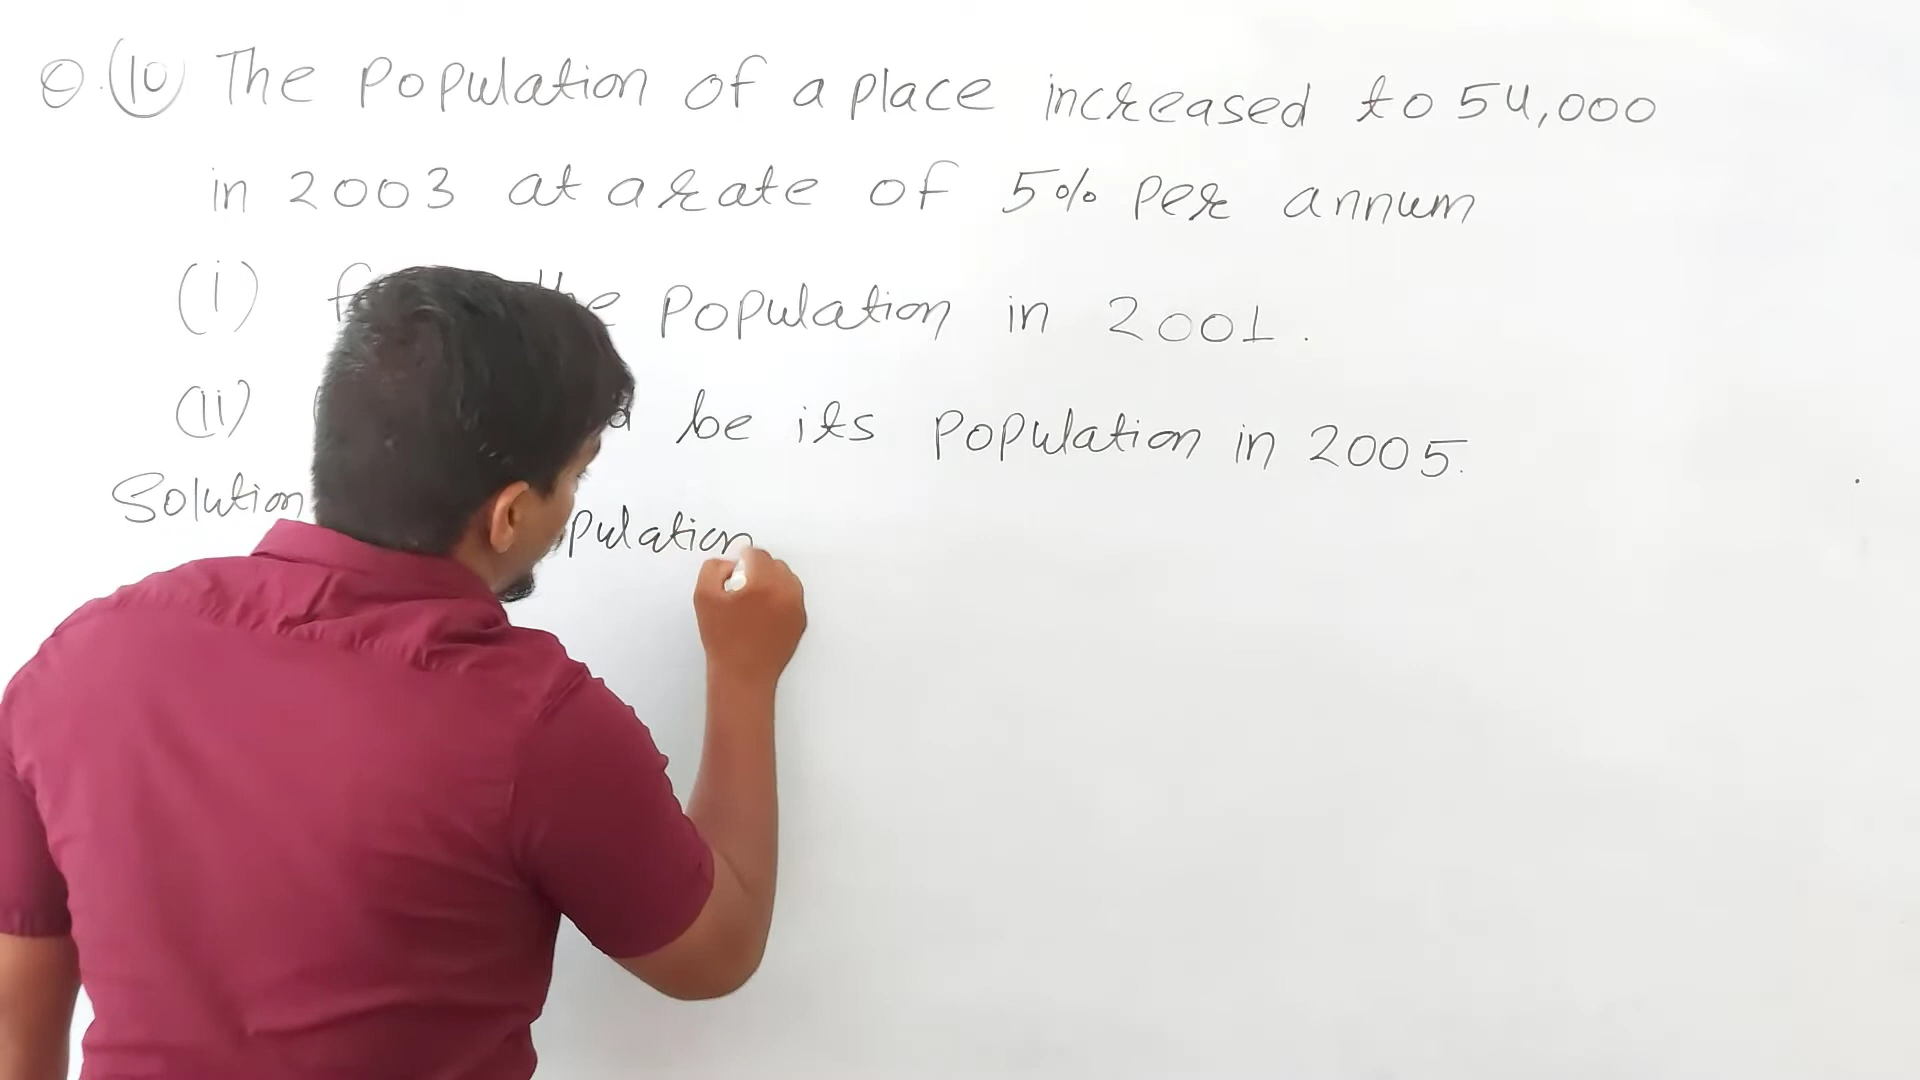 Q.(10) The Population of a place increased to 54,000
in 2003 at a rate of 5% Per annum
(i) the Population in 2001.
(ii) be its Population in 2005.
Solution pulation